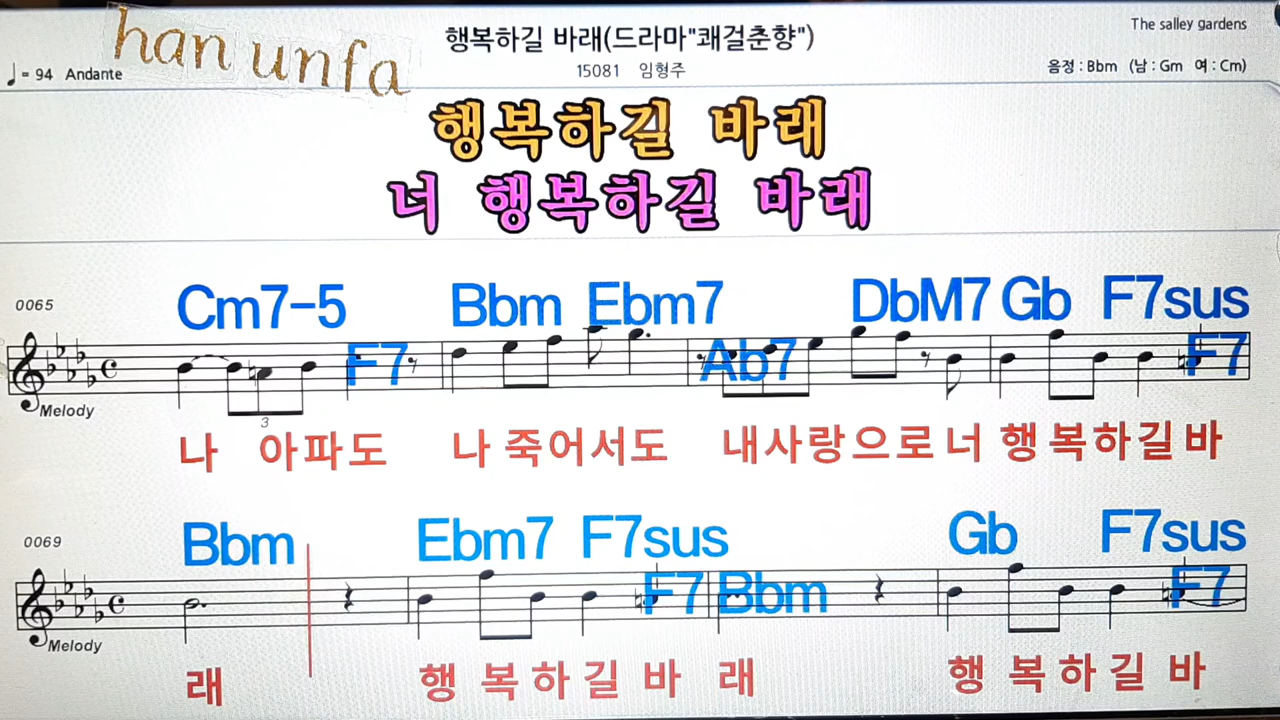 han unfa
행복하길 바래(드라마"쾌걸춘향")
The salley gardens
♩= 94 Andante
15081 임형주
음정 : Bbm (남 : Gm 여 : Cm)
행복하길 바래
너 행복하길 바래
0065
Cm7-5 F7 Bbm Ebm7 Ab7 DbM7 Gb F7sus F7
Melody
3
나 아파도 나 죽어서도 내사랑으로 너 행복하길바
0069
Bbm Ebm7 F7sus F7 Bbm Gb F7sus F7
Melody
래 행 복하길 바 래 행 복하길 바